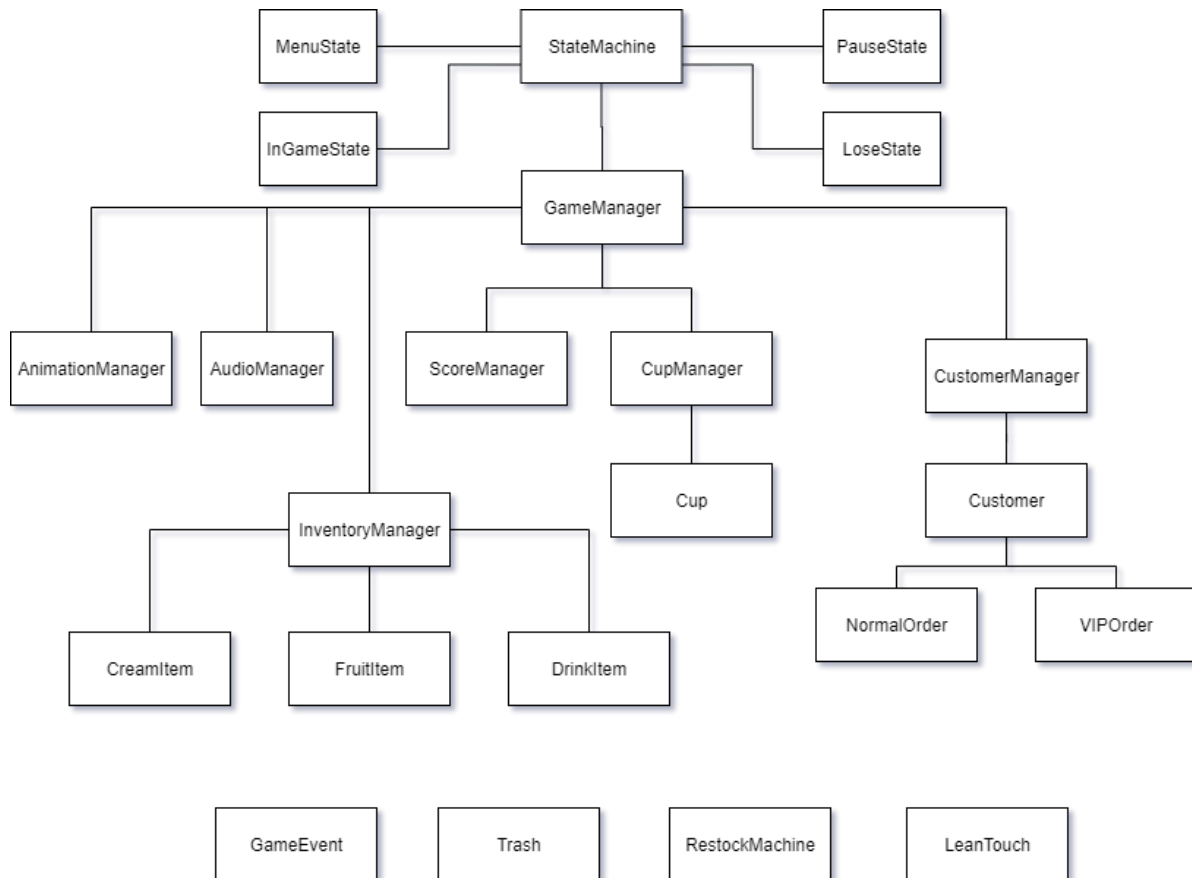 MenuState
StateMachine
PauseState
InGameState
LoseState
GameManager
AnimationManager
AudioManager
ScoreManager
CupManager
CustomerManager
Cup
Customer
InventoryManager
NormalOrder
VIPOrder
CreamItem
FruitItem
DrinkItem
GameEvent
Trash
RestockMachine
LeanTouch